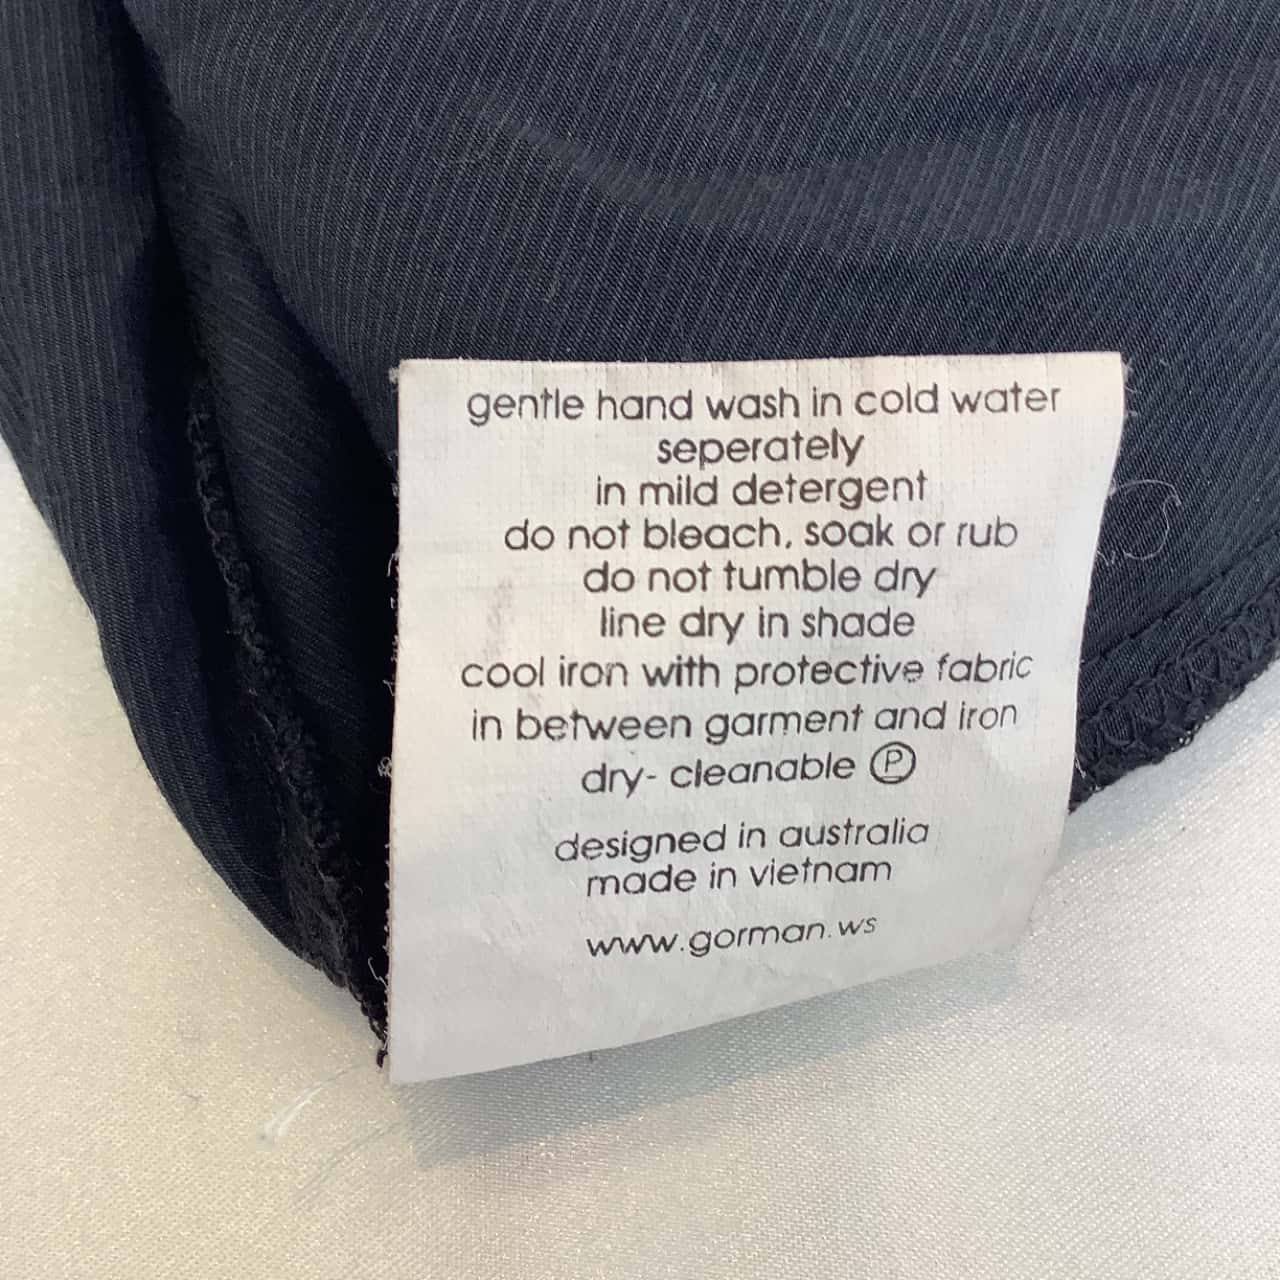 gentle hand wash in cold water
seperately
in mild detergent
do not bleach, soak or rub
do not tumble dry
line dry in shade
cool iron with protective fabric
in between garment and iron
dry- cleanable Ⓟ
designed in australia
made in vietnam
www.gorman.ws